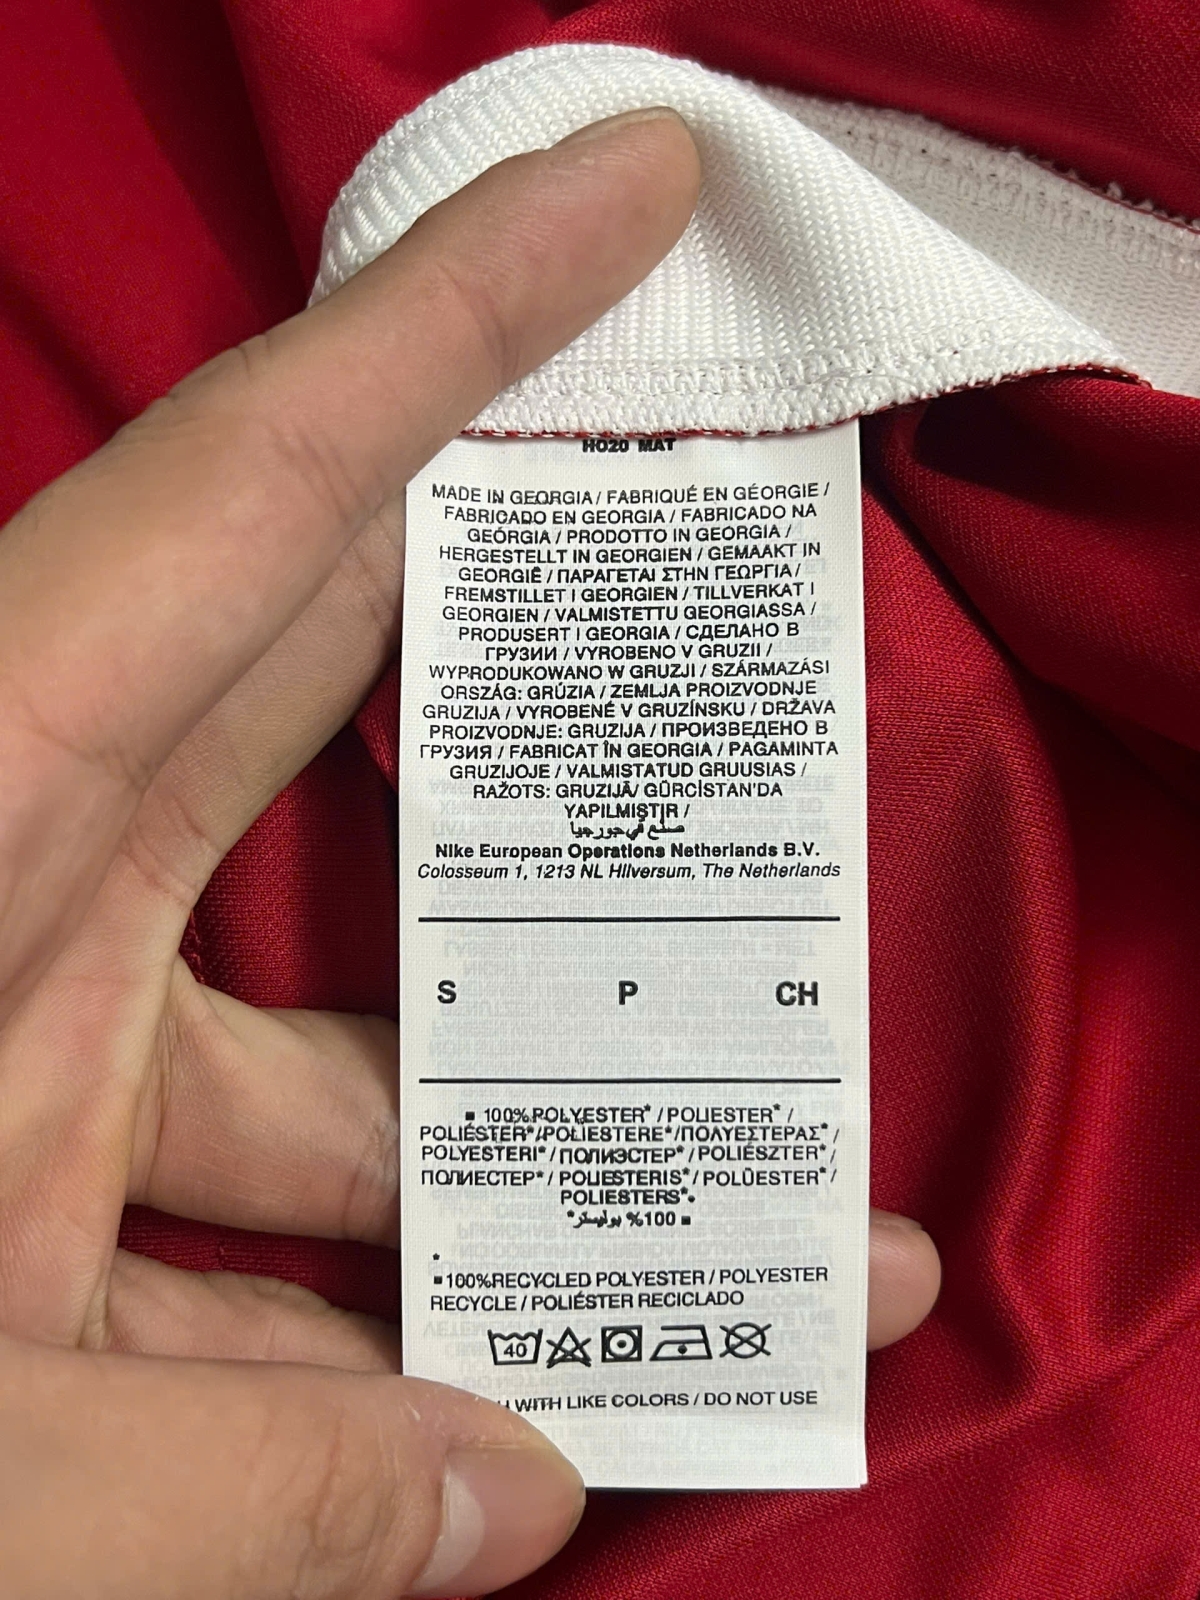 HO20 MAT
MADE IN GEORGIA / FABRIQUÉ EN GÉORGIE /
FABRICADO EN GEORGIA / FABRICADO NA
GEÓRGIA / PRODOTTO IN GEORGIA /
HERGESTELLT IN GEORGIEN / GEMAAKT IN
GEORGIË / ΠΑΡΑΓΕΤΑΙ ΣΤΗΝ ΓΕΩΡΓΙΑ /
FREMSTILLET I GEORGIEN / TILLVERKAT I
GEORGIEN / VALMISTETTU GEORGIASSA /
PRODUSERT I GEORGIA / СДЕЛАНО В
ГРУЗИИ / VYROBENO V GRUZII /
WYPRODUKOWANO W GRUZJI / SZÁRMAZÁSI
ORSZÁG: GRÚZIA / ZEMLJA PROIZVODNJE
GRUZIJA / VYROBENÉ V GRUZÍNSKU / DRŽAVA
PROIZVODNJE: GRUZIJA / ПРОИЗВЕДЕНО В
ГРУЗИЯ / FABRICAT ÎN GEORGIA / PAGAMINTA
GRUZIJOJE / VALMISTATUD GRUUSIAS /
RAŽOTS: GRUZIJĀ/ GÜRCİSTAN'DA
YAPILMIŞTIR /
صنع في جورجيا
Nike European Operations Netherlands B.V.
Colosseum 1, 1213 NL Hilversum, The Netherlands
S P CH
■ 100% POLYESTER* / POLIESTER* /
POLIÉSTER*/POLIESTERE*/ΠΟΛΥΕΣΤΕΡΑΣ* /
POLYESTERI* / ПОЛИЭСТЕР* / POLIÉSZTER* /
ПОЛИЕСТЕР* / POLIESTERIS* / POLÜESTER* /
POLIESTERS*.
■ 100% بوليستر*
*
■100%RECYCLED POLYESTER / POLYESTER
RECYCLE / POLIÉSTER RECICLADO
40
WITH LIKE COLORS / DO NOT USE